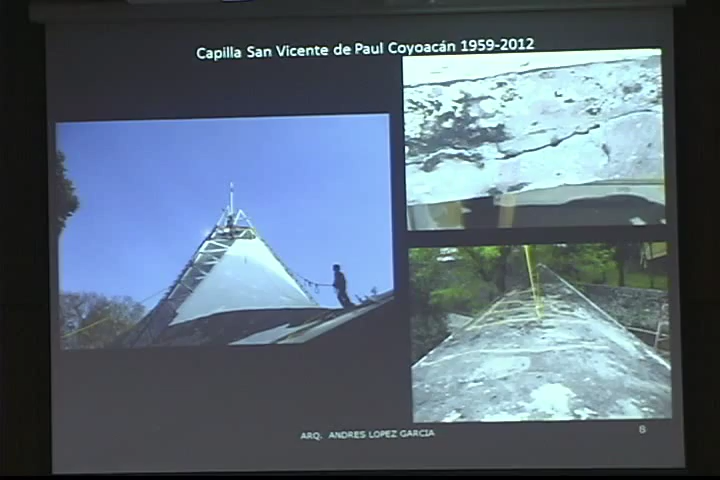 Capilla San Vicente de Paul Coyoacán 1959-2012
ARQ. ANDRES LOPEZ GARCIA
8